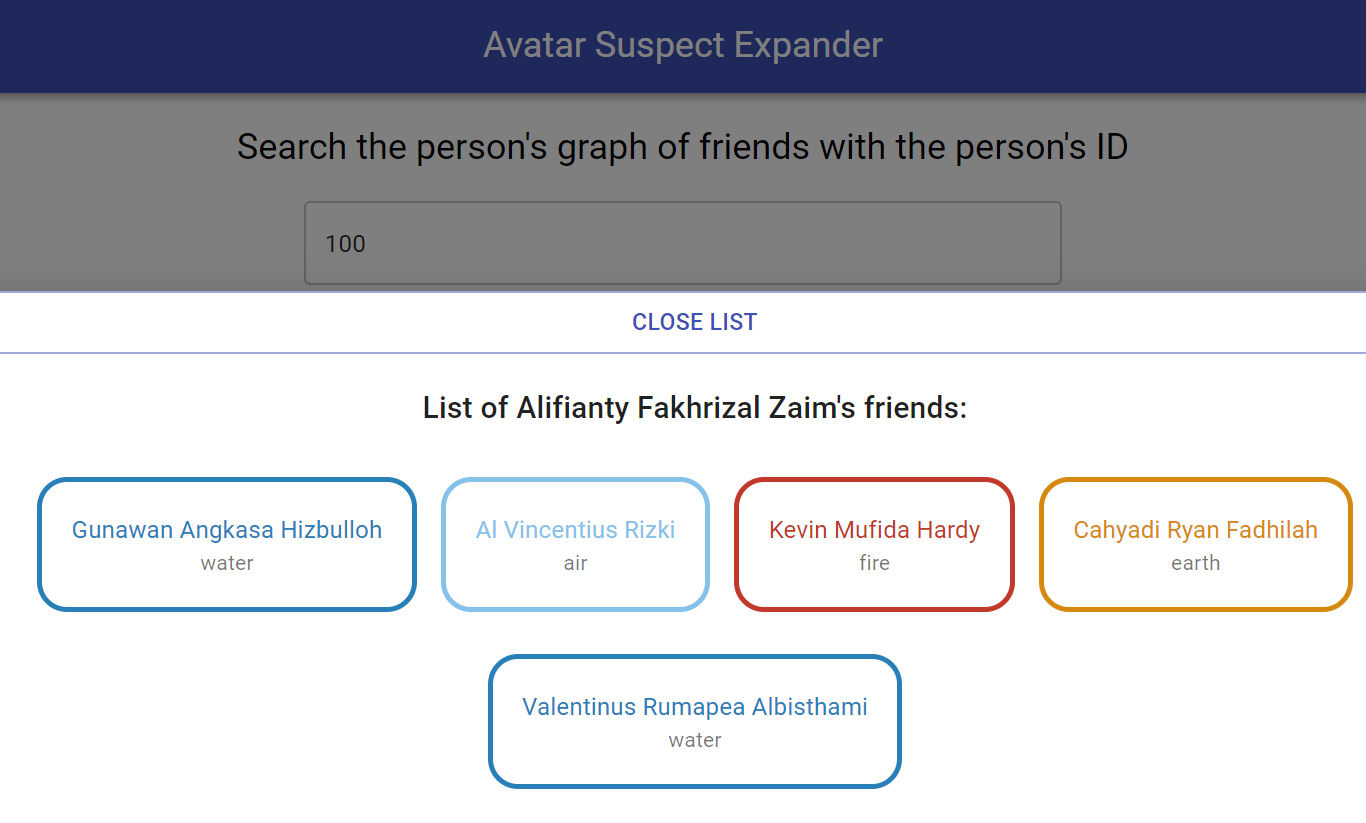 Avatar Suspect Expander
Search the person's graph of friends with the person's ID
100
CLOSE LIST
List of Alifianty Fakhrizal Zaim's friends:
Gunawan Angkasa Hizbulloh
water
Al Vincentius Rizki
air
Kevin Mufida Hardy
fire
Cahyadi Ryan Fadhilah
earth
Valentinus Rumapea Albisthami
water